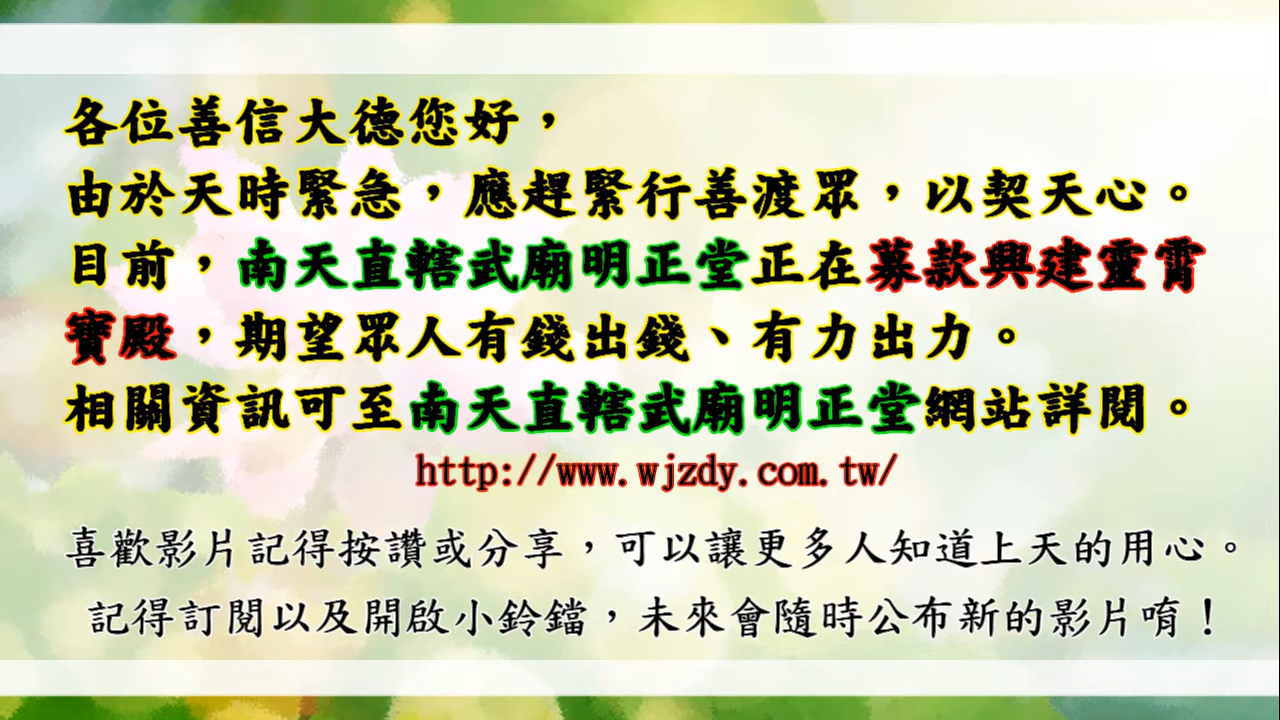 各位善信大德您好，
由於天時緊急，應趕緊行善渡眾，以契天心。
目前，南天直轄武廟明正堂正在募款興建靈霄
寶殿，期望眾人有錢出錢、有力出力。
相關資訊可至南天直轄武廟明正堂網站詳閱。
http://www.wjzdy.com.tw/
喜歡影片記得按讚或分享，可以讓更多人知道上天的用心。
記得訂閱以及開啟小鈴鐺，未來會隨時公布新的影片唷！